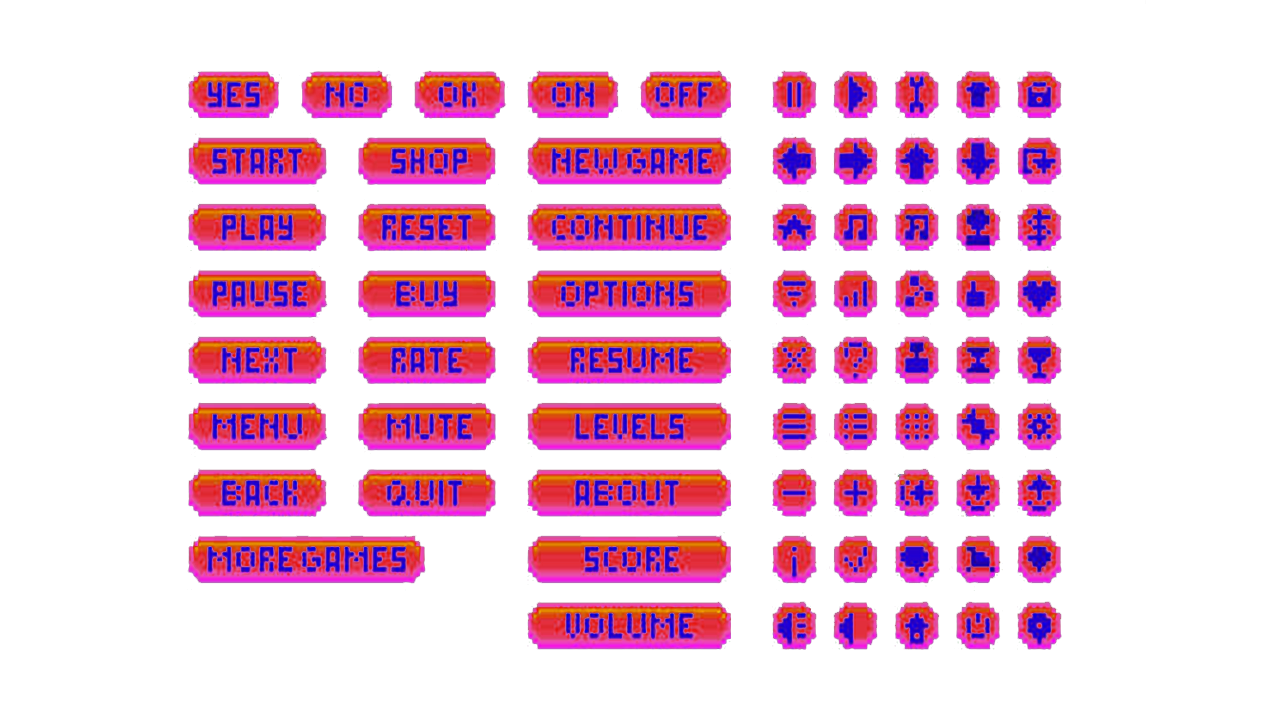 YES NO OK ON OFF
START SHOP NEW GAME
PLAY RESET CONTINUE
PAUSE BUY OPTIONS
NEXT RATE RESUME
MENU MUTE LEVELS
BACK QUIT ABOUT
MORE GAMES SCORE
VOLUME